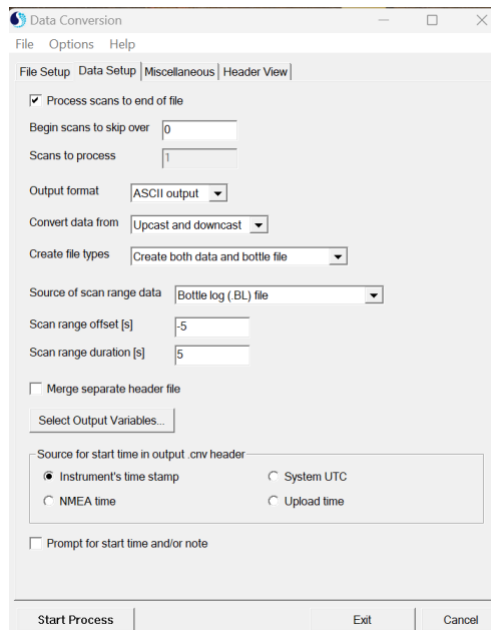 Data Conversion
File Options Help
File Setup Data Setup Miscellaneous Header View
Process scans to end of file
Begin scans to skip over 0
Scans to process 1
Output format ASCII output
Convert data from Upcast and downcast
Create file types Create both data and bottle file
Source of scan range data Bottle log (.BL) file
Scan range offset [s] -5
Scan range duration [s] 5
Merge separate header file
Select Output Variables...
Source for start time in output .cnv header
Instrument's time stamp System UTC
NMEA time Upload time
Prompt for start time and/or note
Start Process Exit Cancel